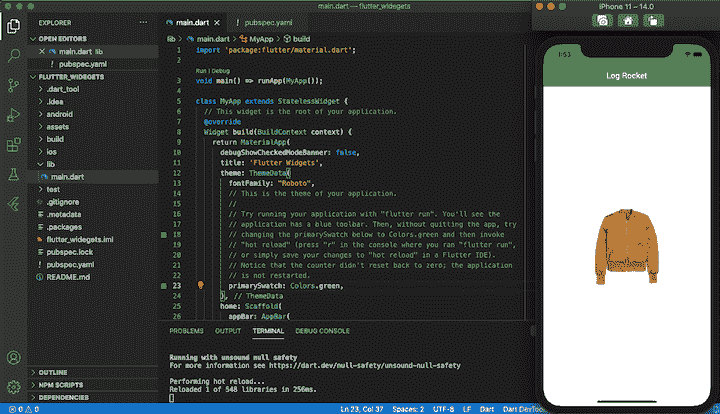 main.dart — flutter_widegets
EXPLORER
OPEN EDITORS
main.dart lib
pubspec.yaml
FLUTTER_WIDEGETS
.dart_tool
.idea
android
assets
build
ios
lib
main.dart
test
.gitignore
.metadata
.packages
flutter_widegets.iml
pubspec.lock
pubspec.yaml
README.md
OUTLINE
NPM SCRIPTS
DEPENDENCIES
main.dart
pubspec.yaml
lib > main.dart > MyApp > build
1 import 'package:flutter/material.dart';
2
Run | Debug
3 void main() => runApp(MyApp());
4
5 class MyApp extends StatelessWidget {
6 // This widget is the root of your application.
7 @override
8 Widget build(BuildContext context) {
9 return MaterialApp(
10 debugShowCheckedModeBanner: false,
11 title: 'Flutter Widgets',
12 theme: ThemeData(
13 fontFamily: "Roboto",
14 // This is the theme of your application.
15 //
16 // Try running your application with "flutter run". You'll see the
17 // application has a blue toolbar. Then, without quitting the app, try
18 // changing the primarySwatch below to Colors.green and then invoke
19 // "hot reload" (press "r" in the console where you ran "flutter run",
20 // or simply save your changes to "hot reload" in a Flutter IDE).
21 // Notice that the counter didn't reset back to zero; the application
22 // is not restarted.
23 primarySwatch: Colors.green,
24 ), // ThemeData
25 home: Scaffold(
26 appBar: AppBar(
PROBLEMS OUTPUT TERMINAL DEBUG CONSOLE
Running with unsound null safety
For more information see https://dart.dev/null-safety/unsound-null-safety
Performing hot reload...
Reloaded 1 of 548 libraries in 256ms.
0 0
Ln 23, Col 37 Spaces: 2 UTF-8 LF Dart Dart DevTools
iPhone 11 – 14.0
1:53
Log Rocket